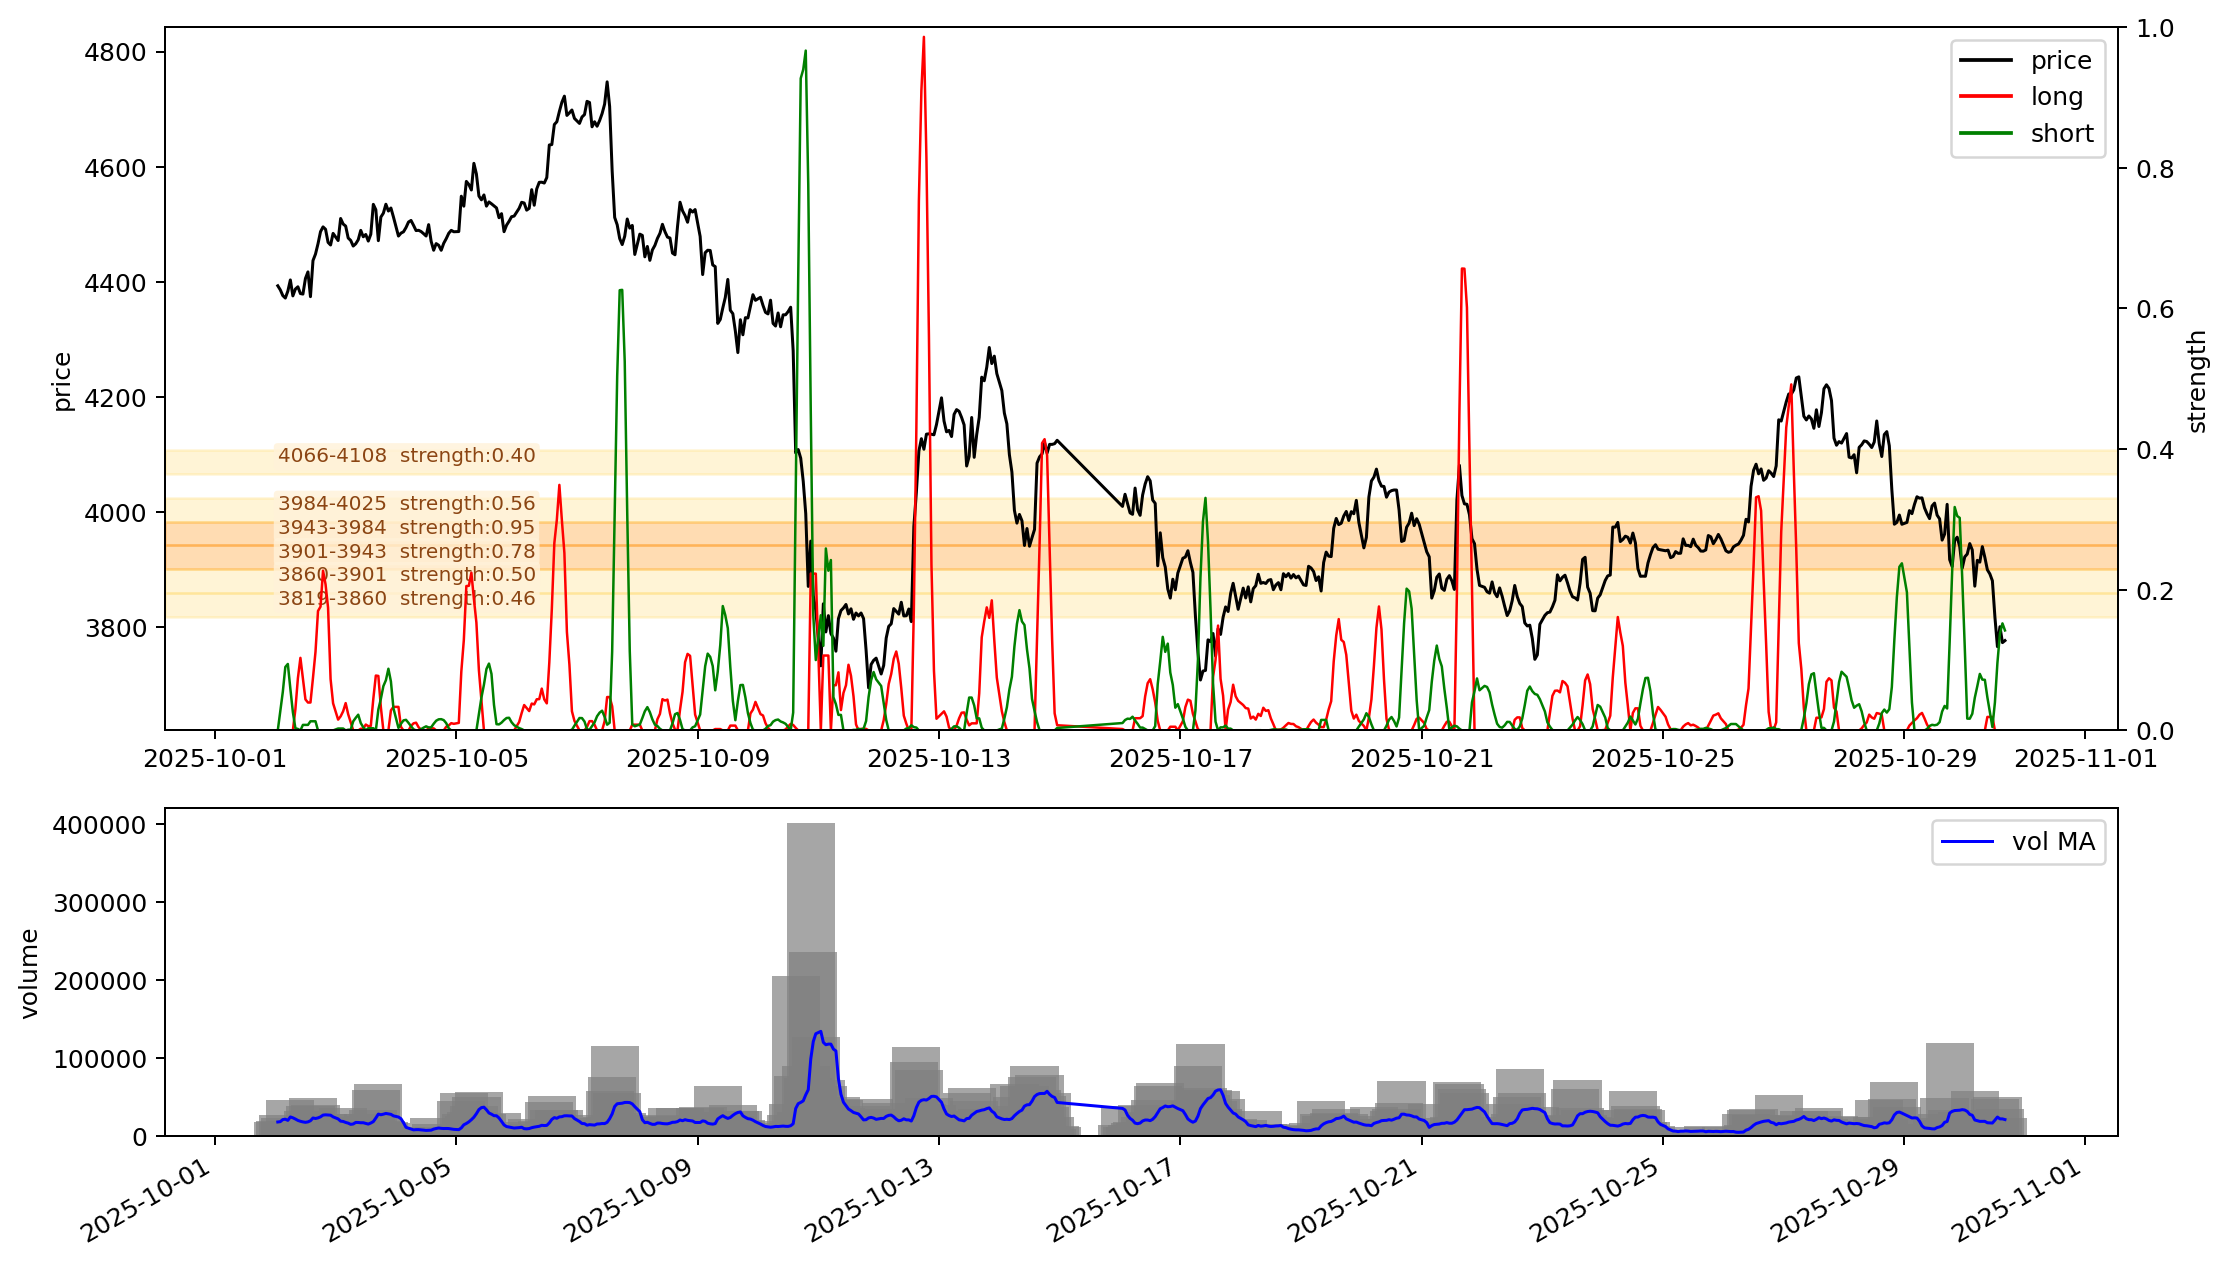 4800
4600
4400
4200
4000
3800
price
1.0
0.8
0.6
0.4
0.2
0.0
strength
price
long
short
4066-4108 strength:0.40
3984-4025 strength:0.56
3943-3984 strength:0.95
3901-3943 strength:0.78
3860-3901 strength:0.50
3819-3860 strength:0.46
2025-10-01 2025-10-05 2025-10-09 2025-10-13 2025-10-17 2025-10-21 2025-10-25 2025-10-29 2025-11-01
400000
300000
200000
100000
0
volume
vol MA
2025-10-01 2025-10-05 2025-10-09 2025-10-13 2025-10-17 2025-10-21 2025-10-25 2025-10-29 2025-11-01